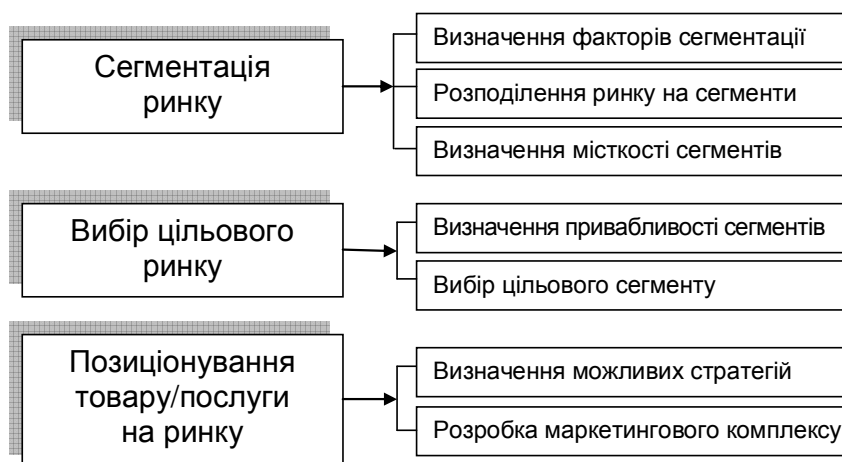 Сегментація
ринку
Визначення факторів сегментації
Розподілення ринку на сегменти
Визначення місткості сегментів
Вибір цільового
ринку
Визначення привабливості сегментів
Вибір цільового сегменту
Позиціонування
товару/послуги
на ринку
Визначення можливих стратегій
Розробка маркетингового комплексу